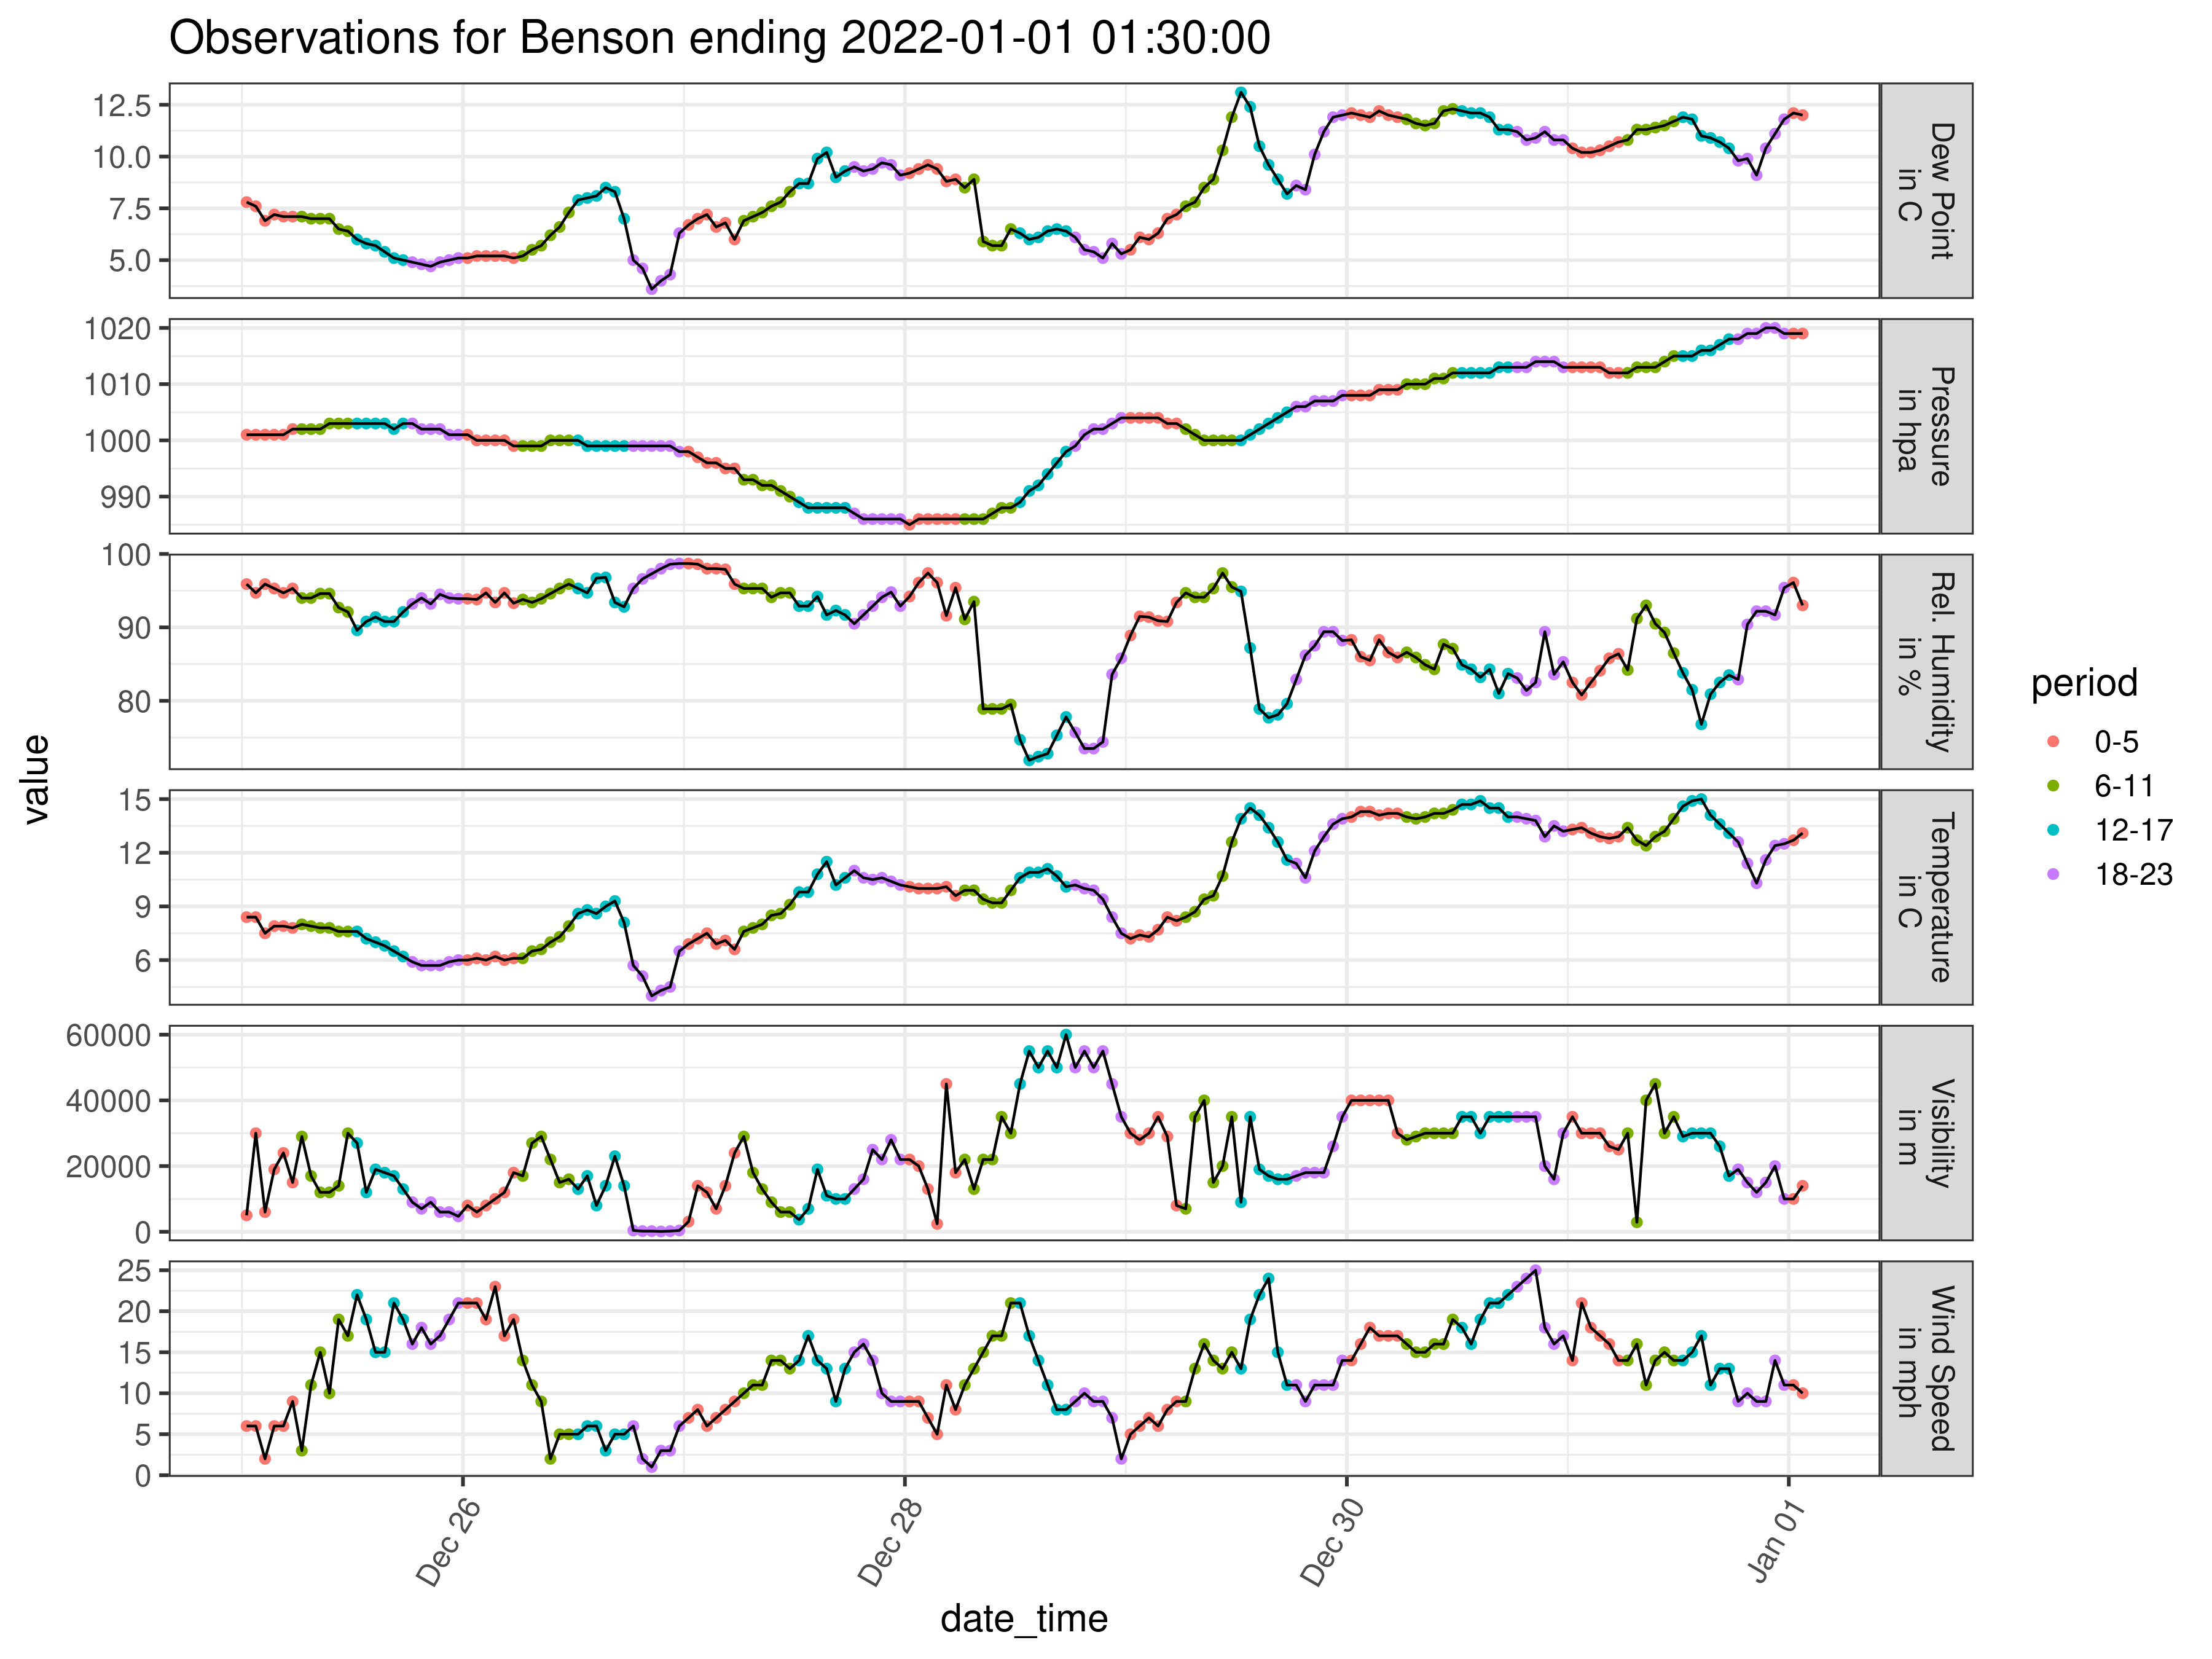 Observations for Benson ending 2022-01-01 01:30:00
value
12.5
10.0
7.5
5.0
Dew Point
in C
1020
1010
1000
990
Pressure
in hpa
100
90
80
Rel. Humidity
in %
15
12
9
6
Temperature
in C
60000
40000
20000
0
Visibility
in m
25
20
15
10
5
0
Wind Speed
in mph
Dec 26
Dec 28
Dec 30
Jan 01
date_time
period
0-5
6-11
12-17
18-23